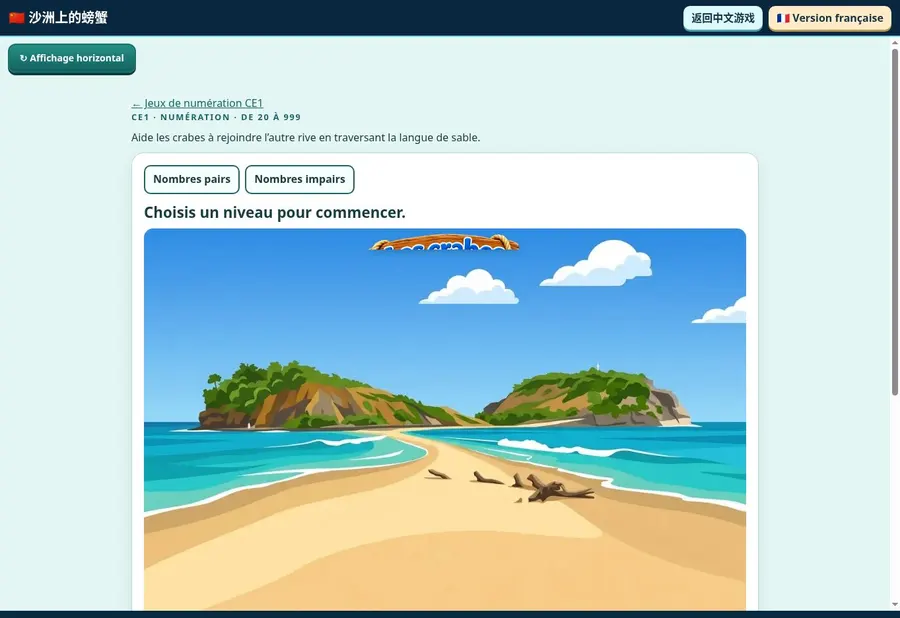 沙洲上的螃蟹
返回中文游戏
Version française
↻ Affichage horizontal
← Jeux de numération CE1
CE1 · NUMÉRATION · DE 20 À 999
Aide les crabes à rejoindre l’autre rive en traversant la langue de sable.
Nombres pairs
Nombres impairs
Choisis un niveau pour commencer.